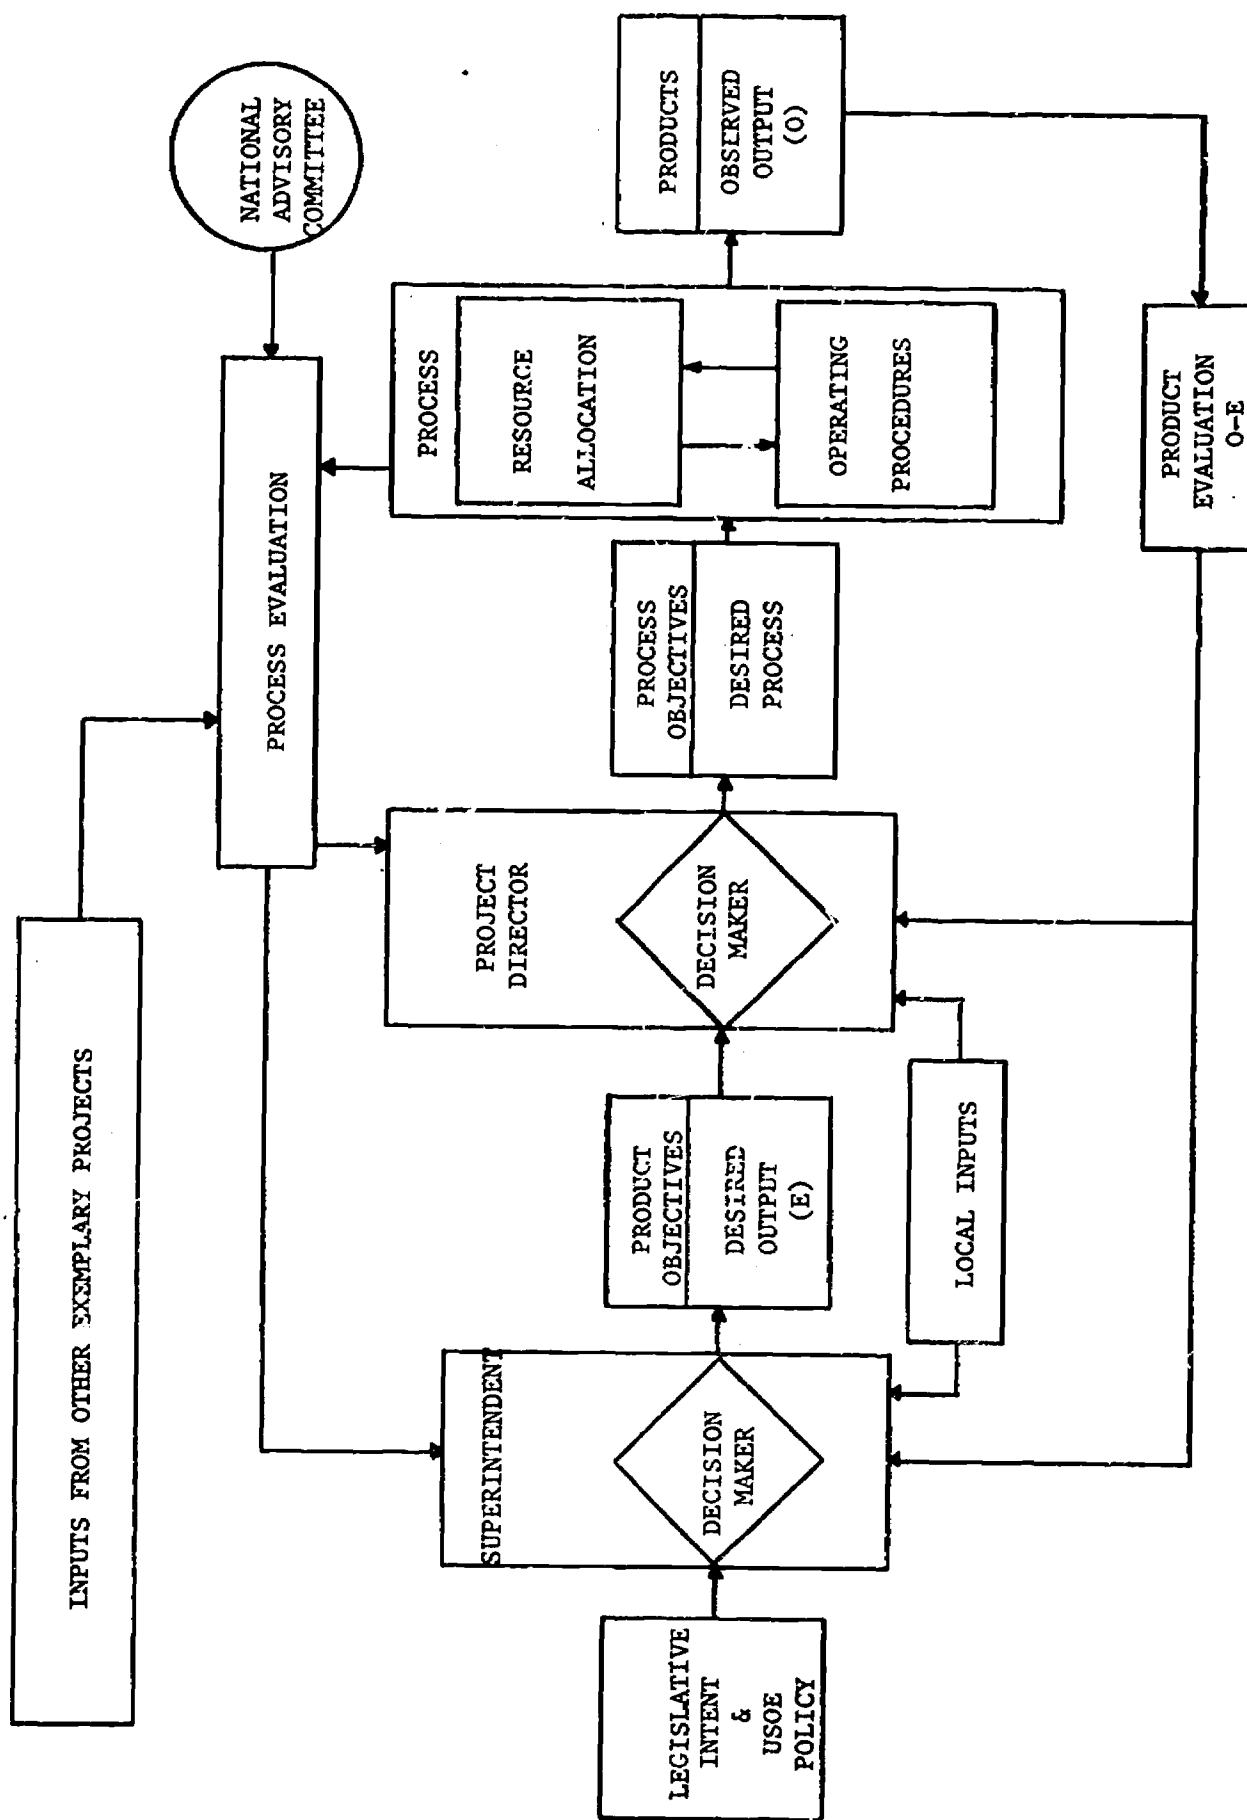 INPUTS FROM OTHER EXEMPLARY PROJECTS
NATIONAL
ADVISORY
COMMITTEE
PROCESS EVALUATION
LEGISLATIVE
INTENT
&
USOE
POLICY
SUPERINTENDENT
DECISION
MAKER
PRODUCT
OBJECTIVES
DESIRED
OUTPUT
(E)
PROJECT
DIRECTOR
DECISION
MAKER
PROCESS
OBJECTIVES
DESIRED
PROCESS
PROCESS
RESOURCE
ALLOCATION
OPERATING
PROCEDURES
PRODUCTS
OBSERVED
OUTPUT
(O)
LOCAL INPUTS
PRODUCT
EVALUATION
O-E